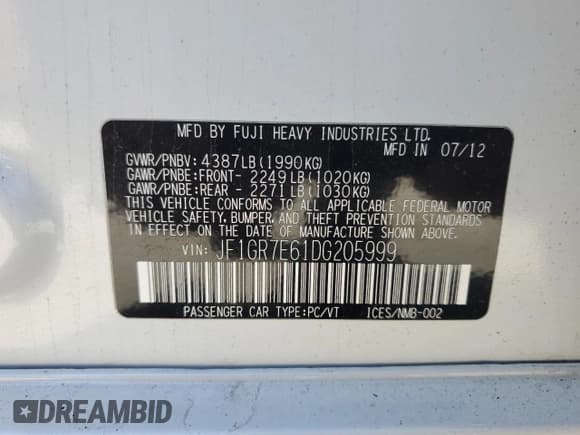 MFD BY FUJI HEAVY INDUSTRIES LTD.
MFD IN 07/12
GVWR/PNBV: 4387LB(1990KG)
GAWR/PNBE:FRONT- 2249LB(1020KG)
GAWR/PNBE:REAR - 2271LB(1030KG)
THIS VEHICLE CONFORMS TO ALL APPLICABLE FEDERAL MOTOR
VEHICLE SAFETY, BUMPER, AND THEFT PREVENTION STANDARDS
IN EFFECT ON THE DATE OF MANUFACTURE SHOWN ABOVE.
VIN: JF1GR7E61DG205999
PASSENGER CAR TYPE:PC/VT ICES/NMB-002
DREAMBID